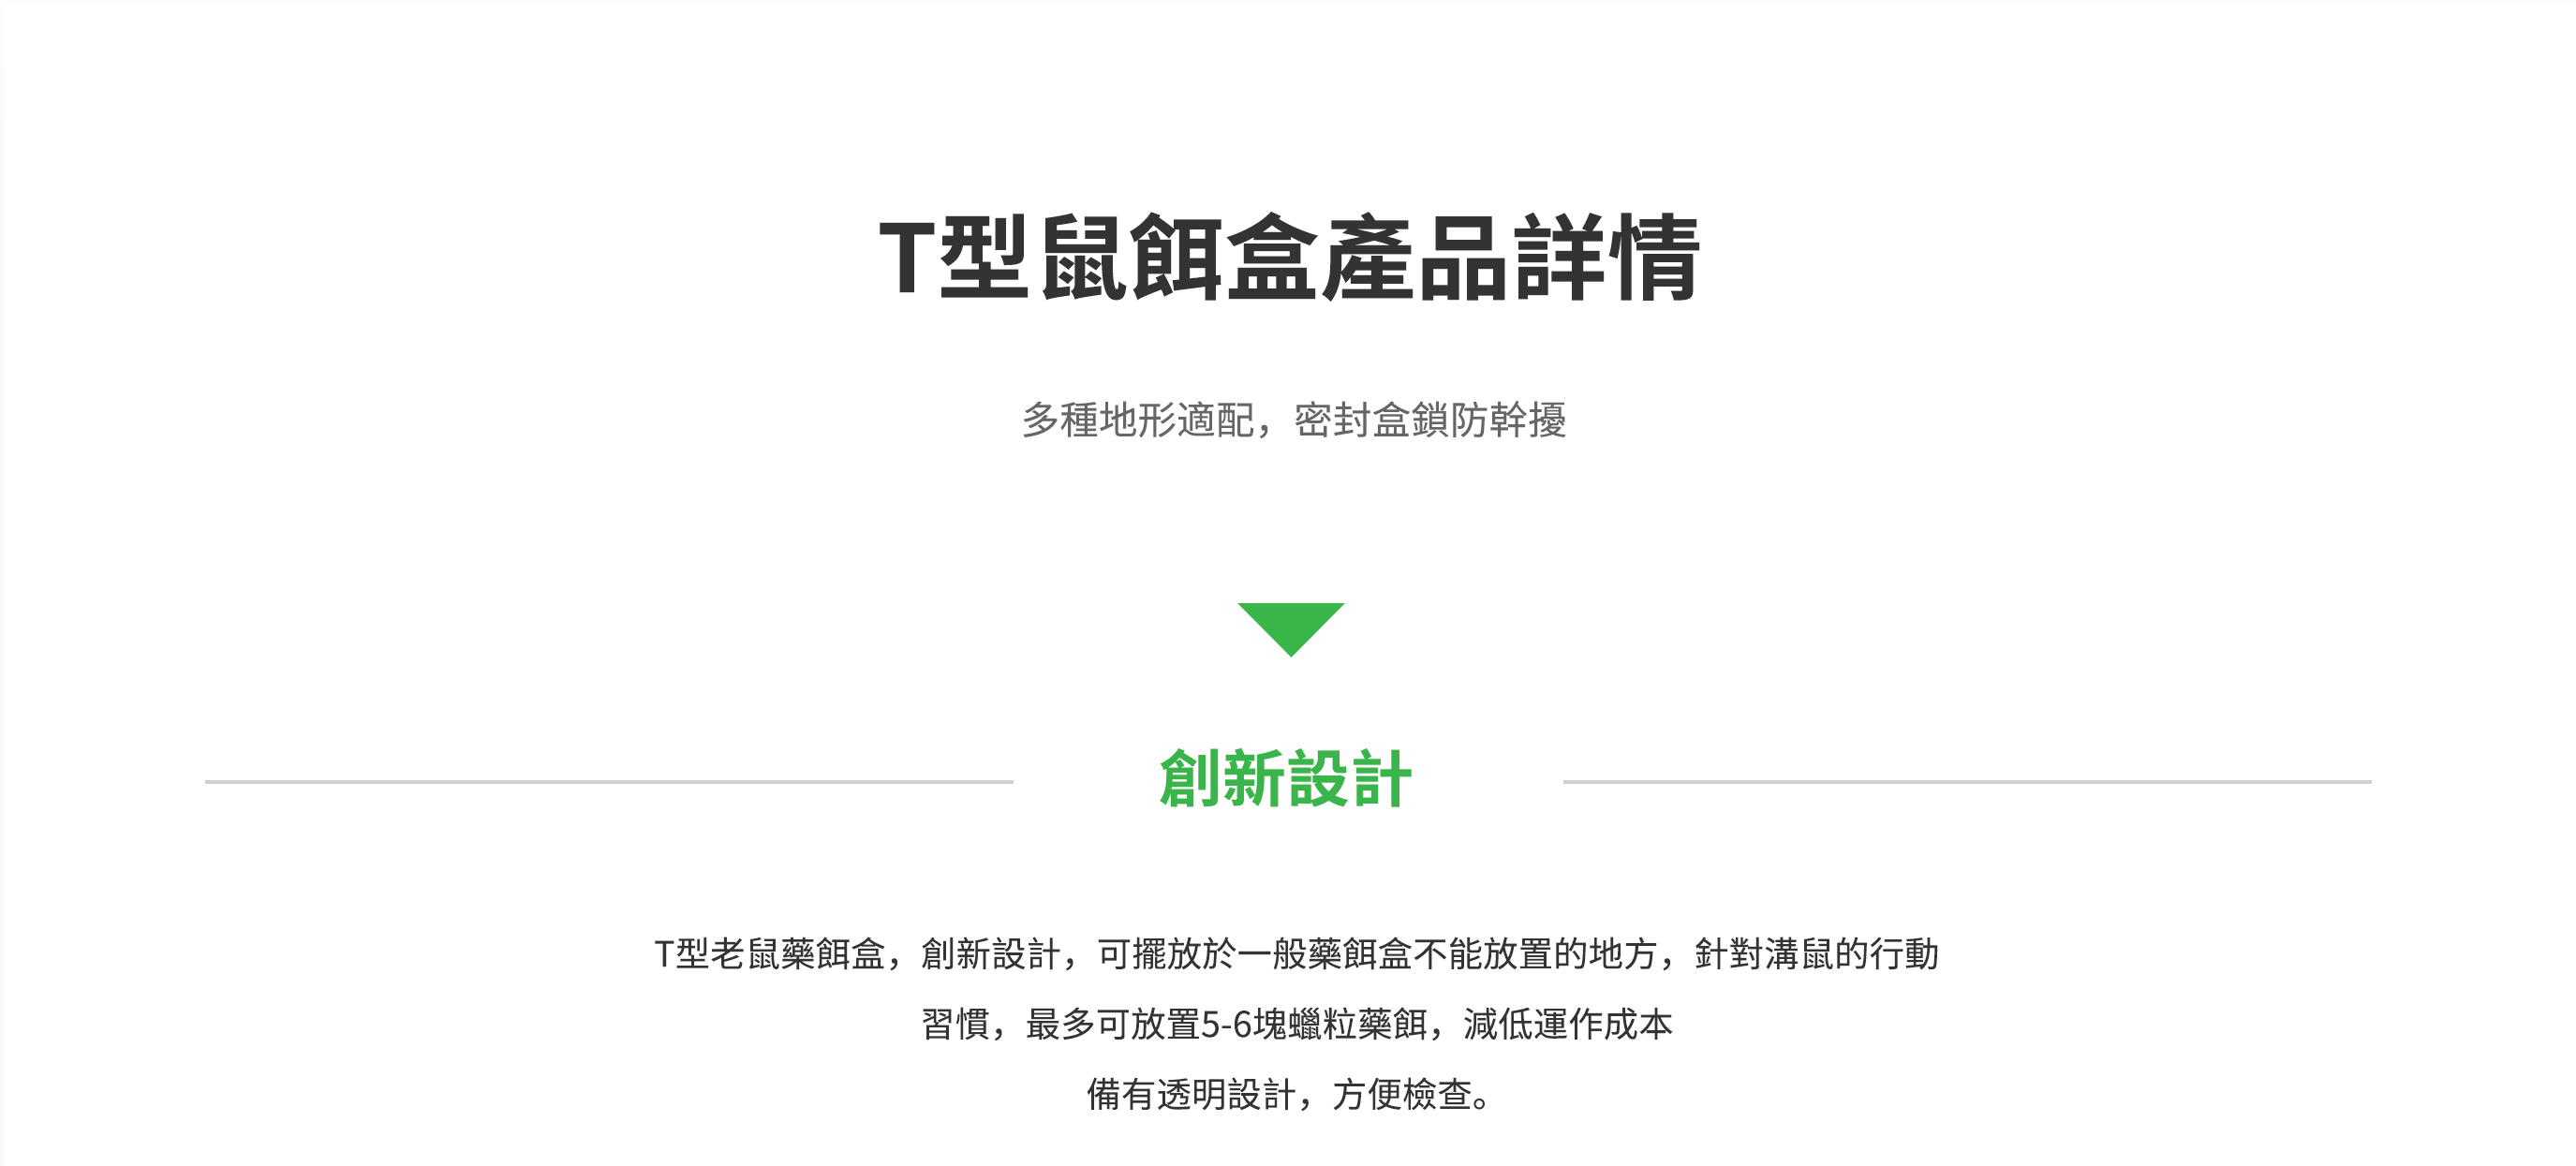 T型鼠餌盒產品詳情
多種地形適配，密封盒鎖防幹擾
創新設計
T型老鼠藥餌盒，創新設計，可擺放於一般藥餌盒不能放置的地方，針對溝鼠的行動
習慣，最多可放置5-6塊蠟粒藥餌，減低運作成本
備有透明設計，方便檢查。